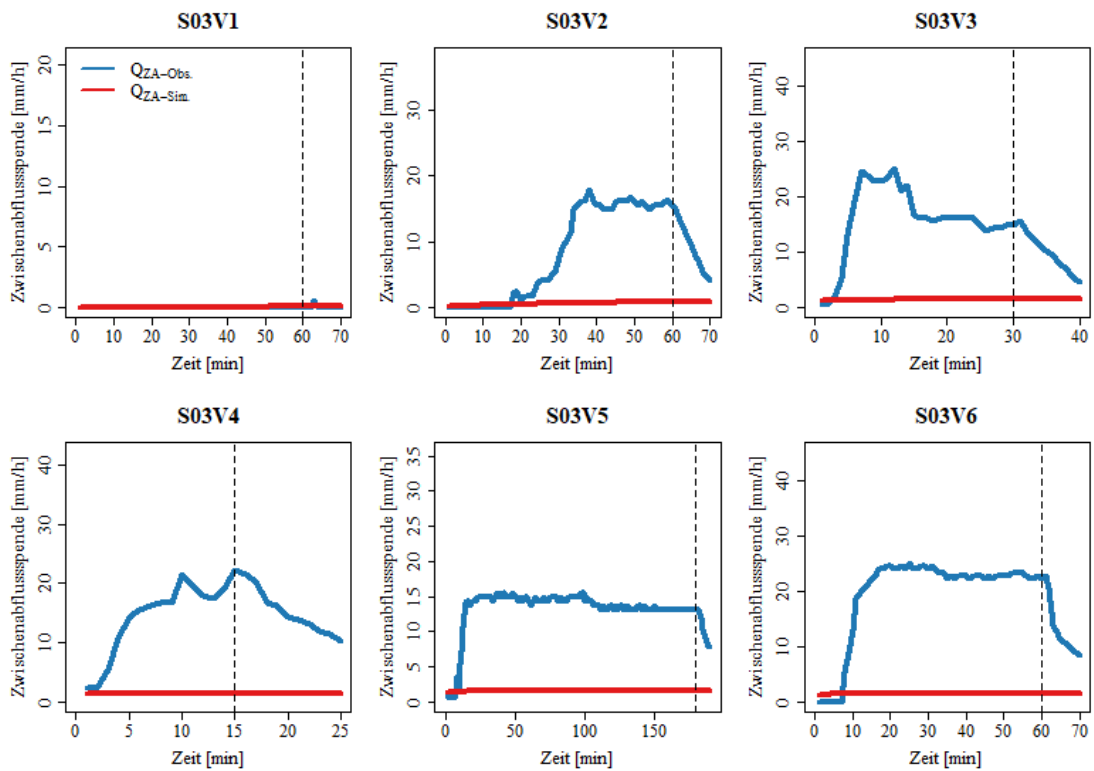 S03V1
Zwischenabflussspende [mm/h]
20
15
10
5
0
Q_ZA–Obs.
Q_ZA–Sim.
0 10 20 30 40 50 60 70
Zeit [min]
S03V2
Zwischenabflussspende [mm/h]
30
20
10
0
0 10 20 30 40 50 60 70
Zeit [min]
S03V3
Zwischenabflussspende [mm/h]
40
30
20
10
0
0 10 20 30 40
Zeit [min]
S03V4
Zwischenabflussspende [mm/h]
40
30
20
10
0
0 5 10 15 20 25
Zeit [min]
S03V5
Zwischenabflussspende [mm/h]
35
30
25
20
15
10
5
0
0 50 100 150
Zeit [min]
S03V6
Zwischenabflussspende [mm/h]
40
30
20
10
0
0 10 20 30 40 50 60 70
Zeit [min]